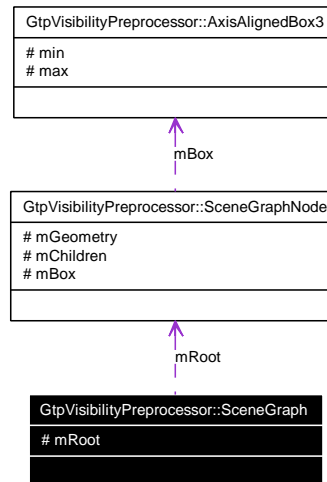 GtpVisibilityPreprocessor::AxisAlignedBox3
# min
# max
mBox
GtpVisibilityPreprocessor::SceneGraphNode
# mGeometry
# mChildren
# mBox
mRoot
GtpVisibilityPreprocessor::SceneGraph
# mRoot